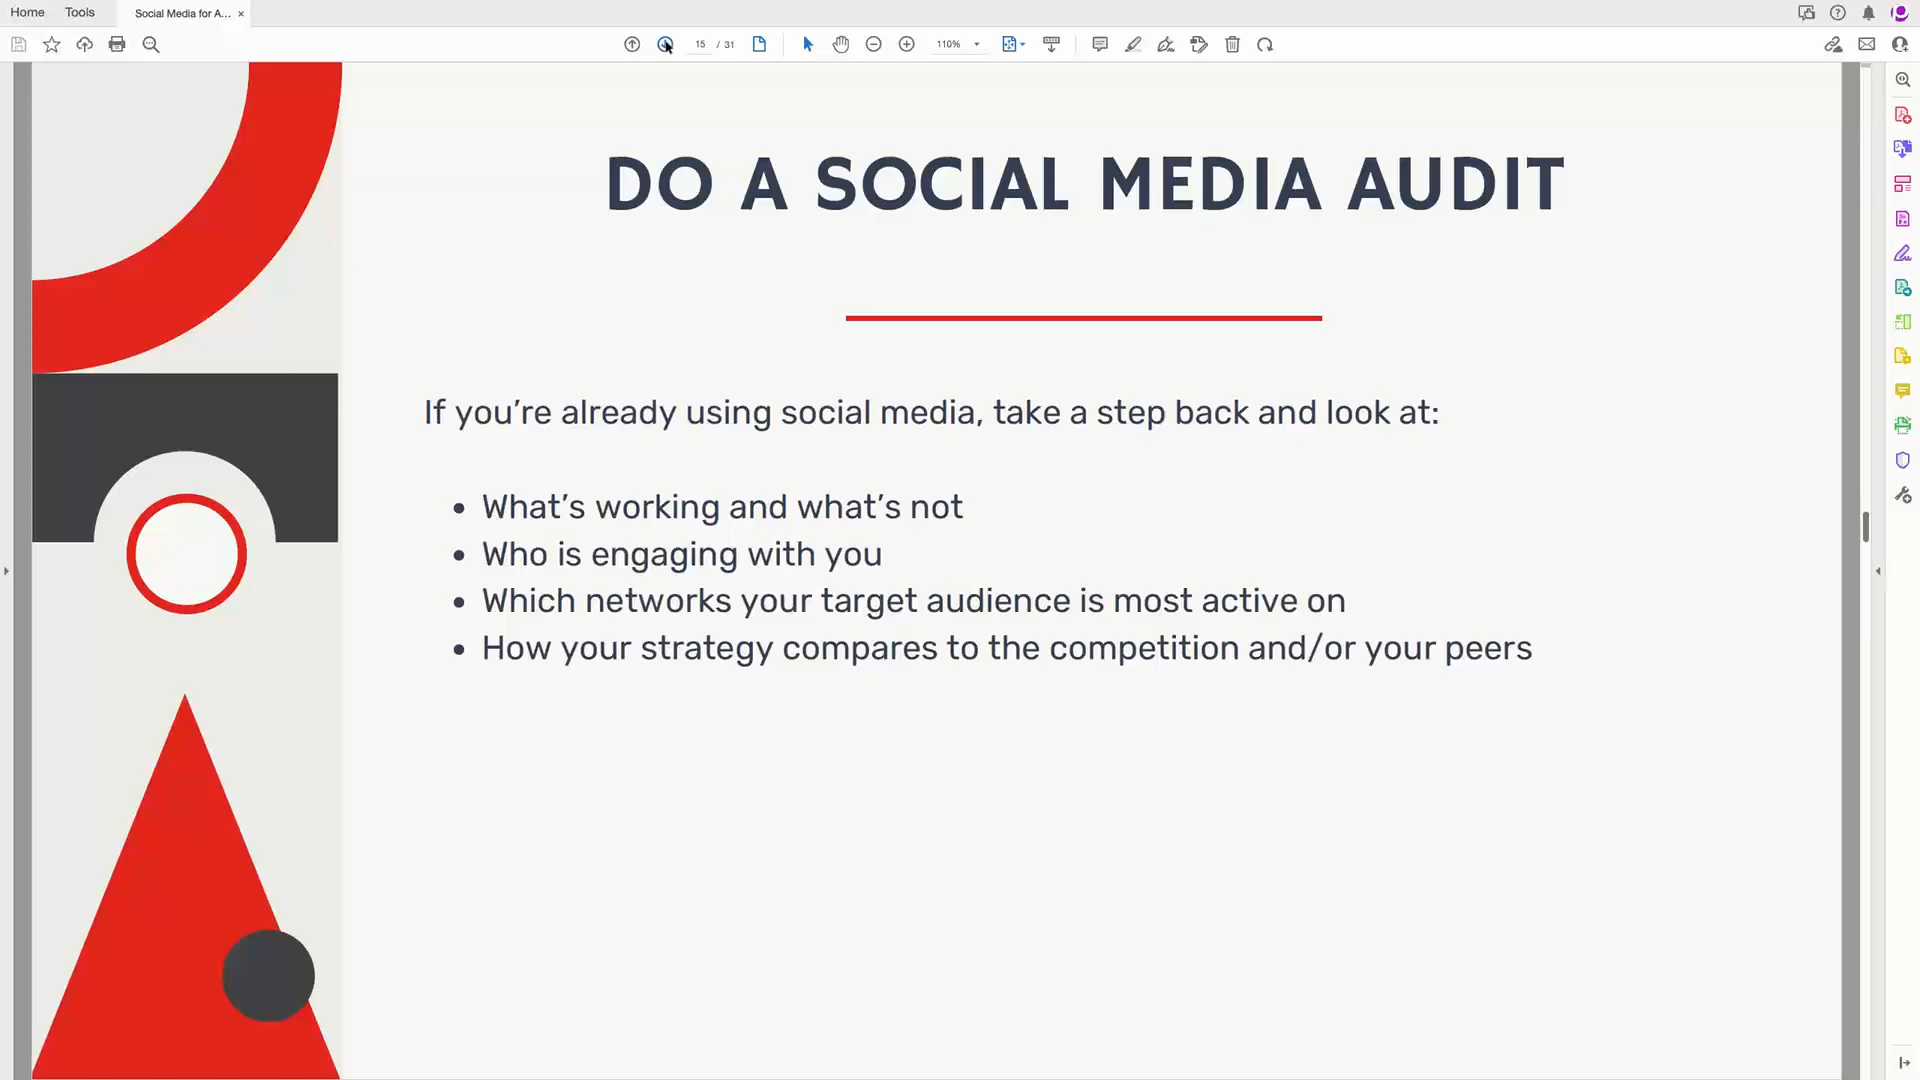 Home Tools Social Media for A... ×
15 / 31 110%
DO A SOCIAL MEDIA AUDIT
If you’re already using social media, take a step back and look at:
• What’s working and what’s not
• Who is engaging with you
• Which networks your target audience is most active on
• How your strategy compares to the competition and/or your peers